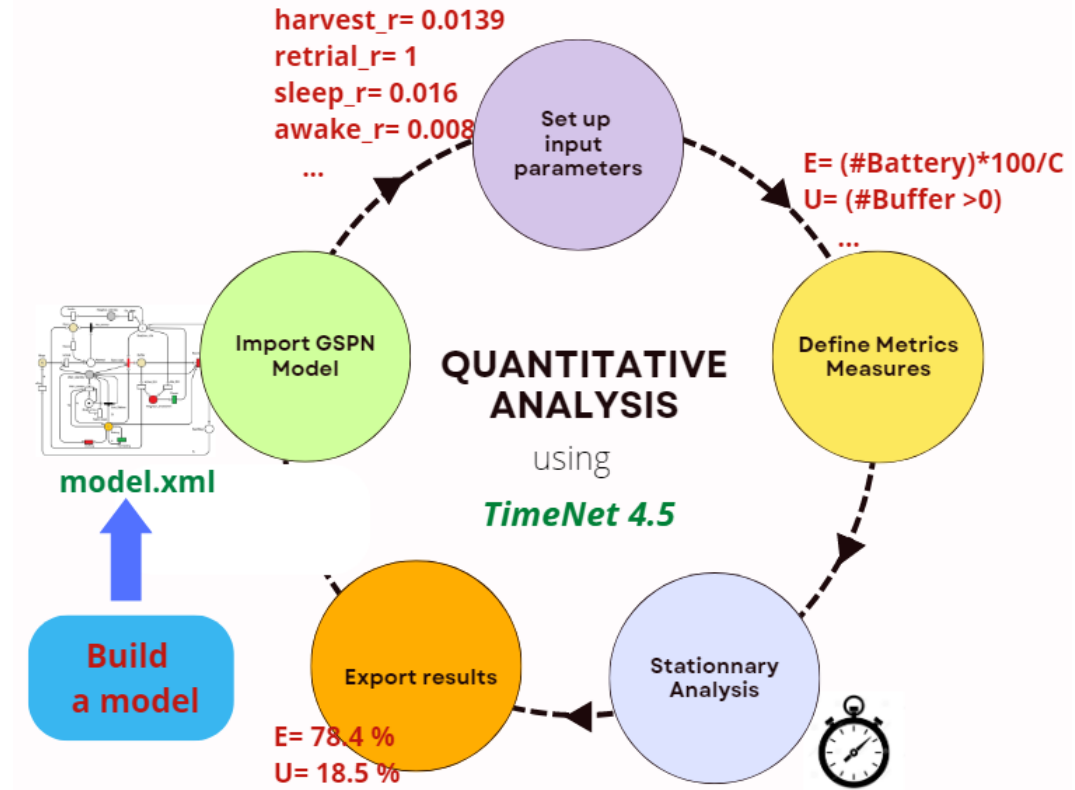 harvest_r= 0.0139
retrial_r= 1
sleep_r= 0.016
awake_r= 0.008
...
Set up
input
parameters
E= (#Battery)*100/C
U= (#Buffer >0)
...
Import GSPN
Model
Define Metrics
Measures
QUANTITATIVE
ANALYSIS
using
TimeNet 4.5
model.xml
Build
a model
Export results
Stationnary
Analysis
E= 78.4 %
U= 18.5 %